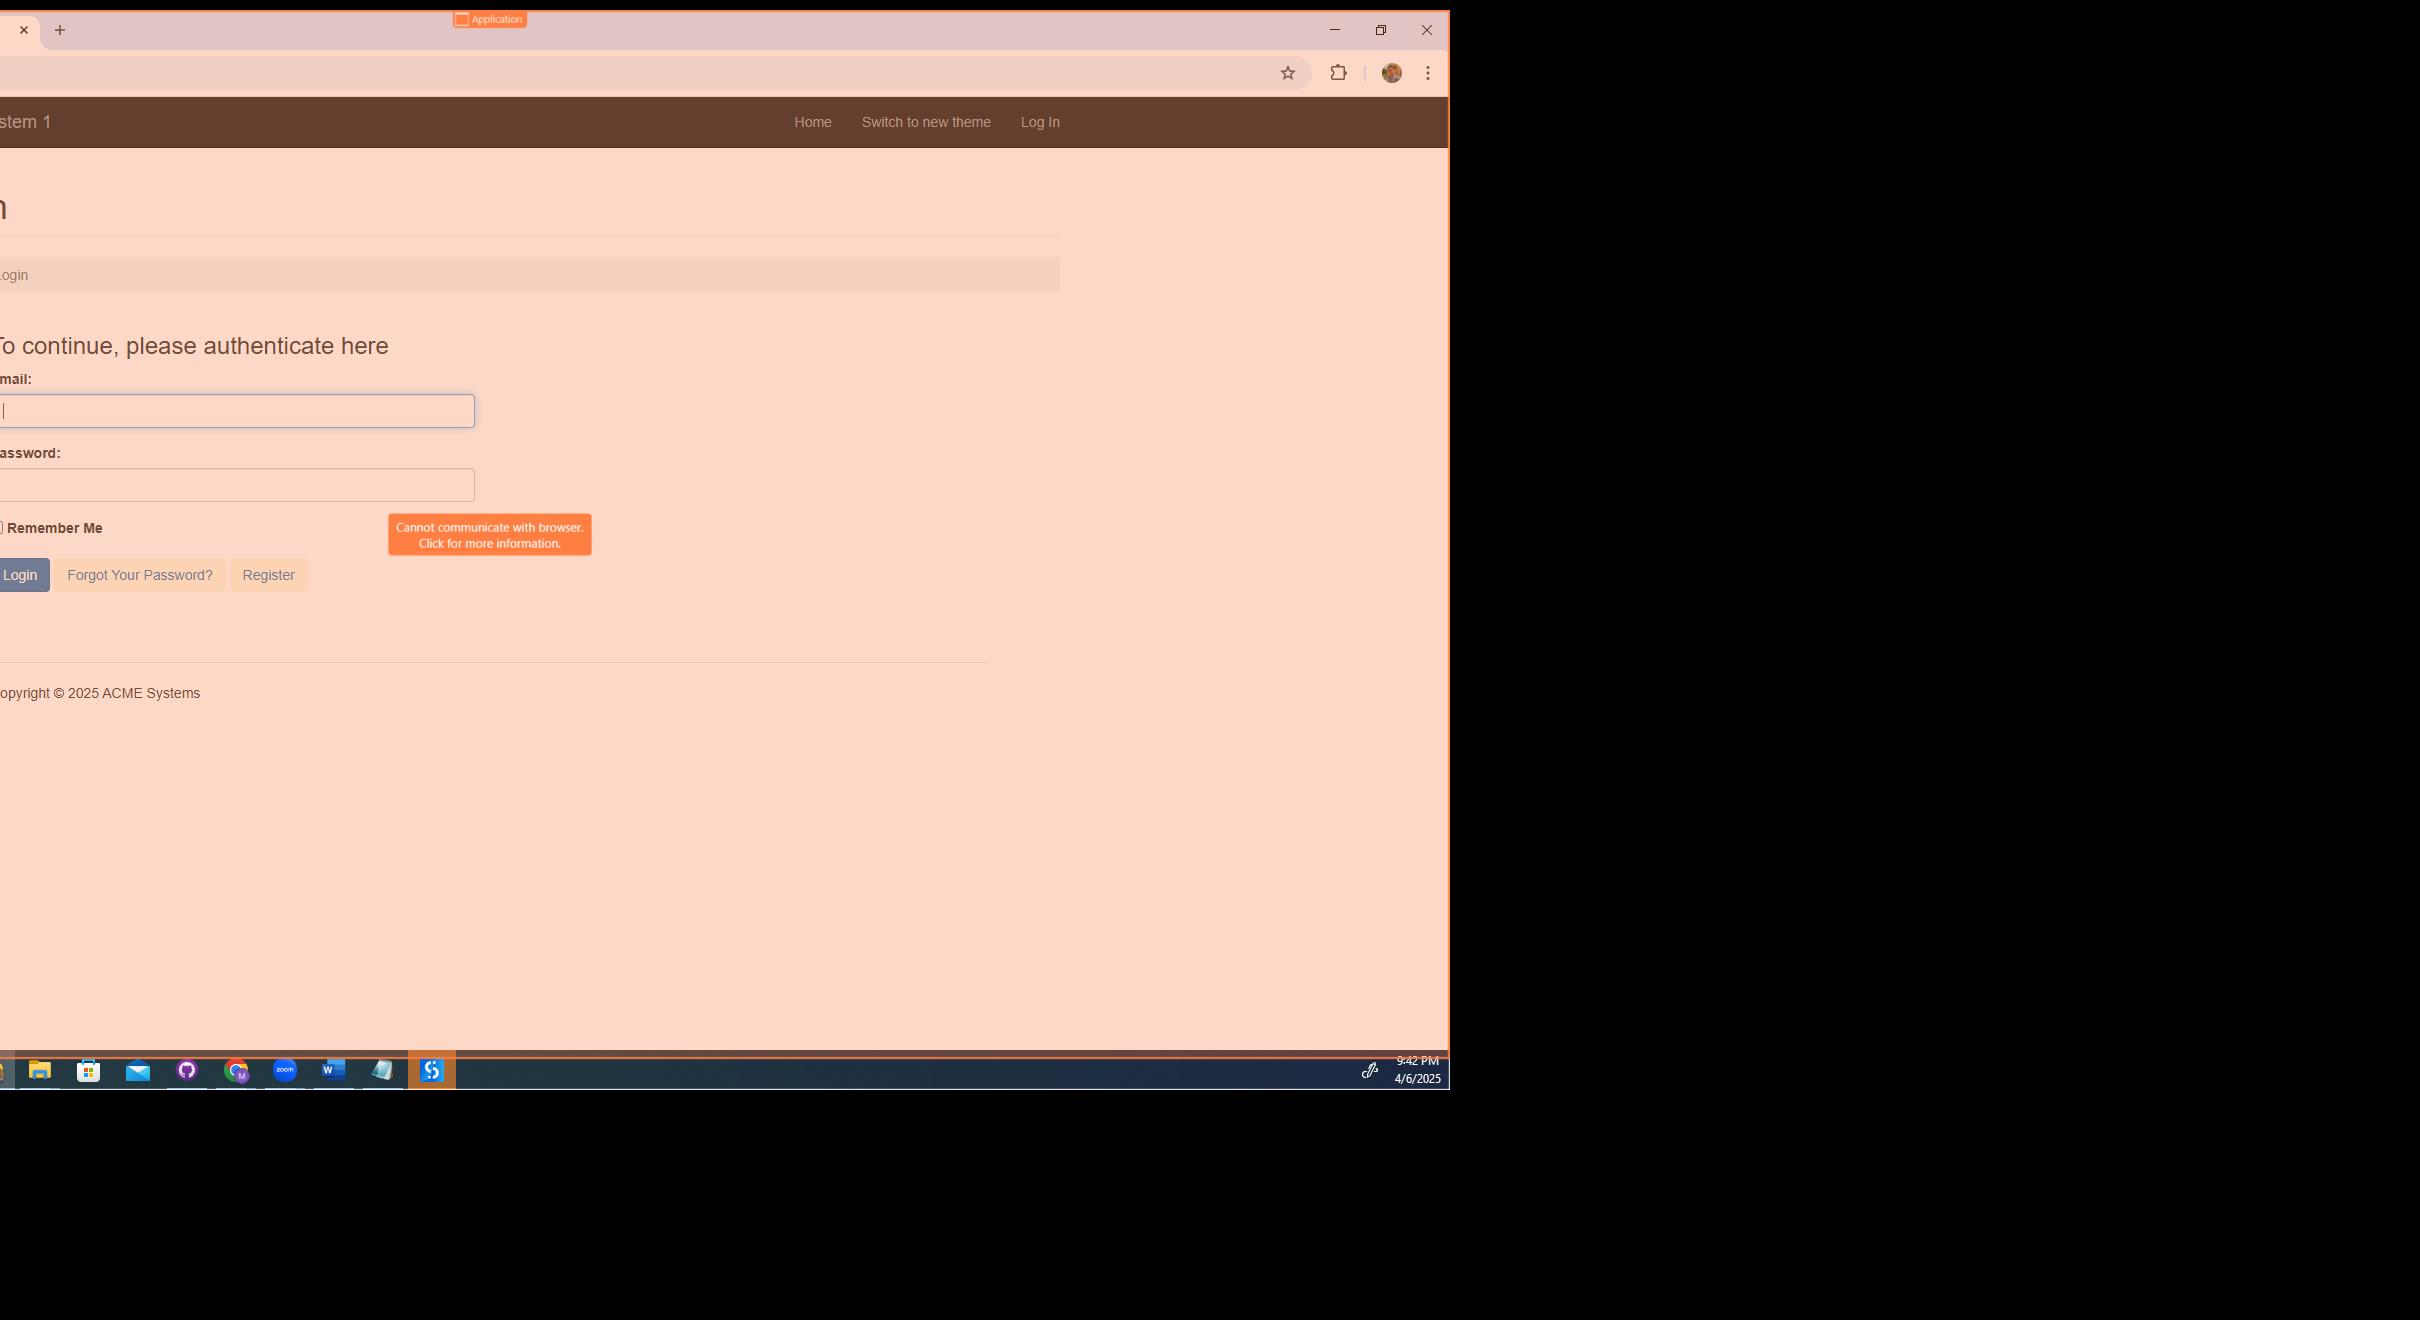 Application
stem 1
Home
Switch to new theme
Log In
n
Login
To continue, please authenticate here
mail:
assword:
Remember Me
Cannot communicate with browser.
Click for more information.
Login
Forgot Your Password?
Register
opyright © 2025 ACME Systems
M
zoom
W
9:42 PM
4/6/2025